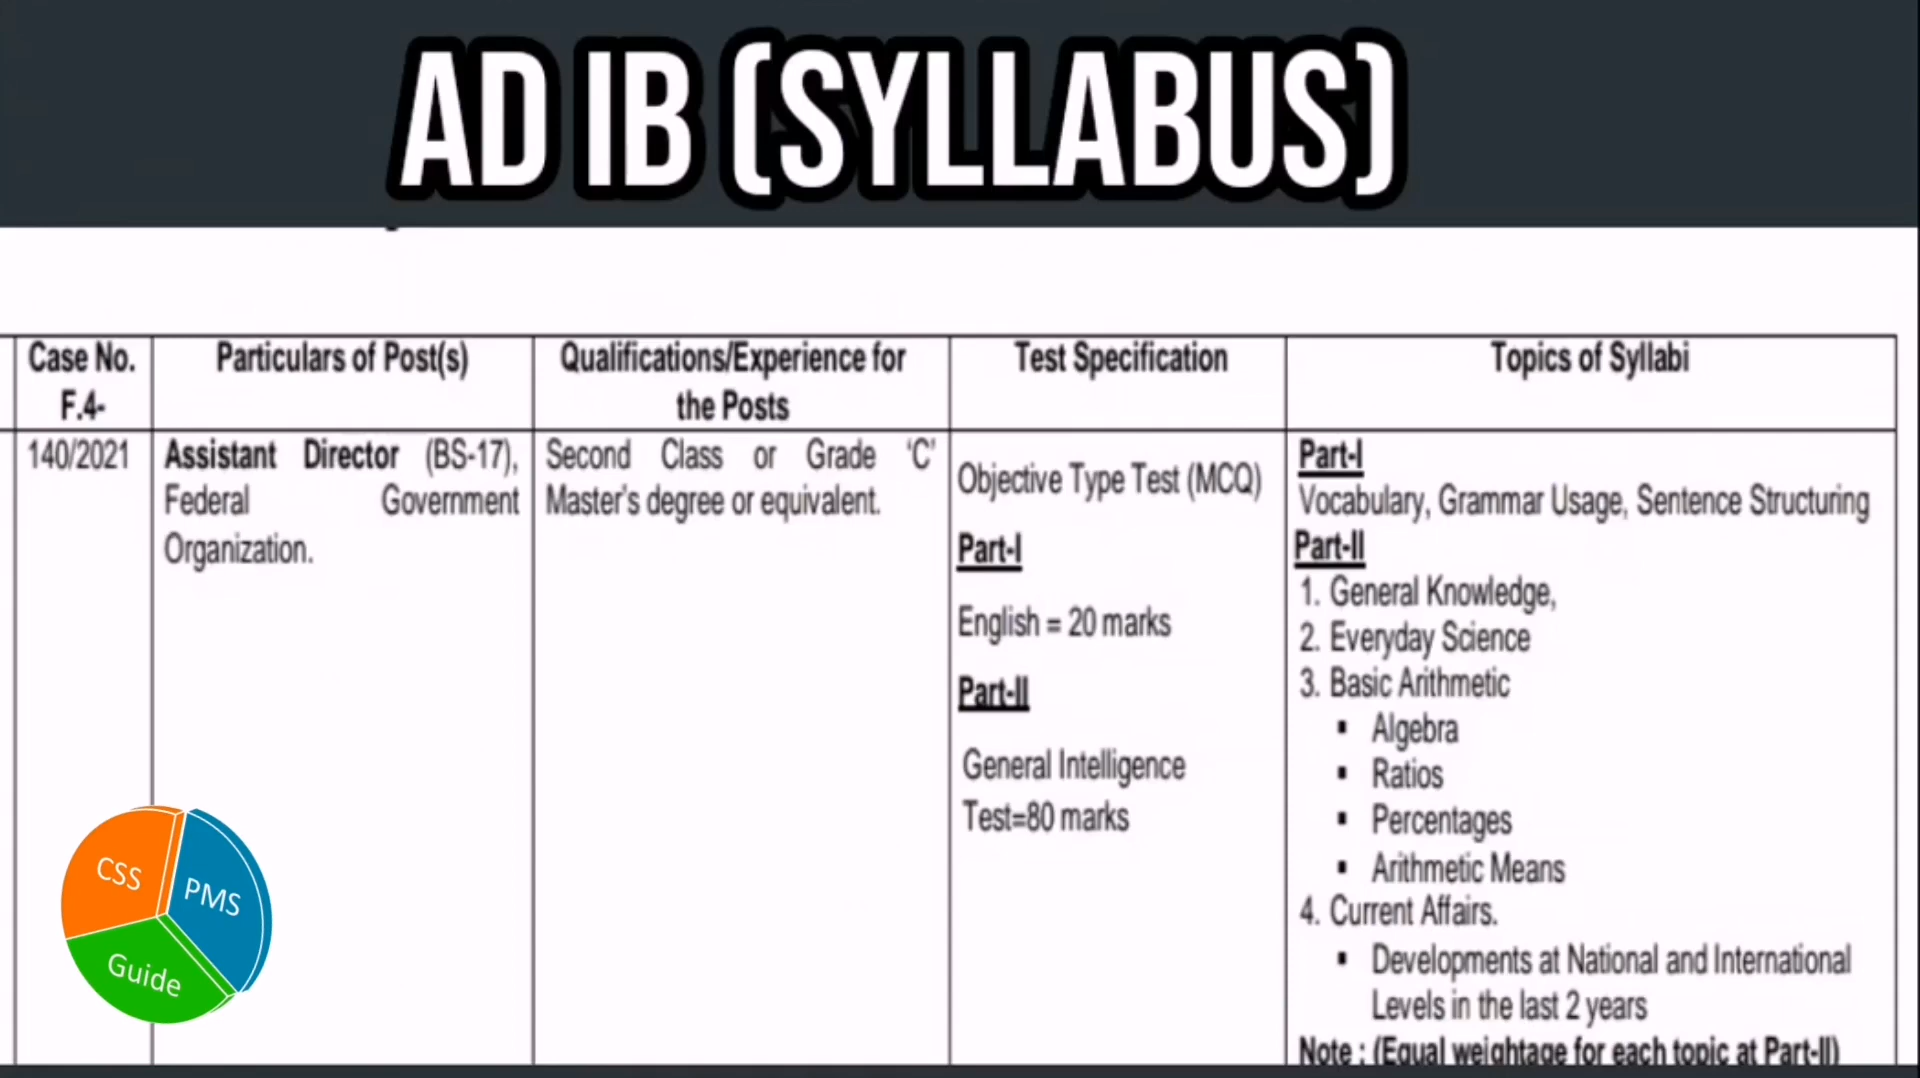 AD IB (SYLLABUS)
Case No.
F.4-
Particulars of Post(s)
Qualifications/Experience for
the Posts
Test Specification
Topics of Syllabi
140/2021
Assistant Director (BS-17),
Federal Government
Organization.
Second Class or Grade ‘C’
Master's degree or equivalent.
Objective Type Test (MCQ)
Part-I
English = 20 marks
Part-II
General Intelligence
Test=80 marks
Part-I
Vocabulary, Grammar Usage, Sentence Structuring
Part-II
1. General Knowledge,
2. Everyday Science
3. Basic Arithmetic
▪ Algebra
▪ Ratios
▪ Percentages
▪ Arithmetic Means
4. Current Affairs.
▪ Developments at National and International
Levels in the last 2 years
Note : (Equal weightage for each topic at Part-II)
CSS
PMS
Guide